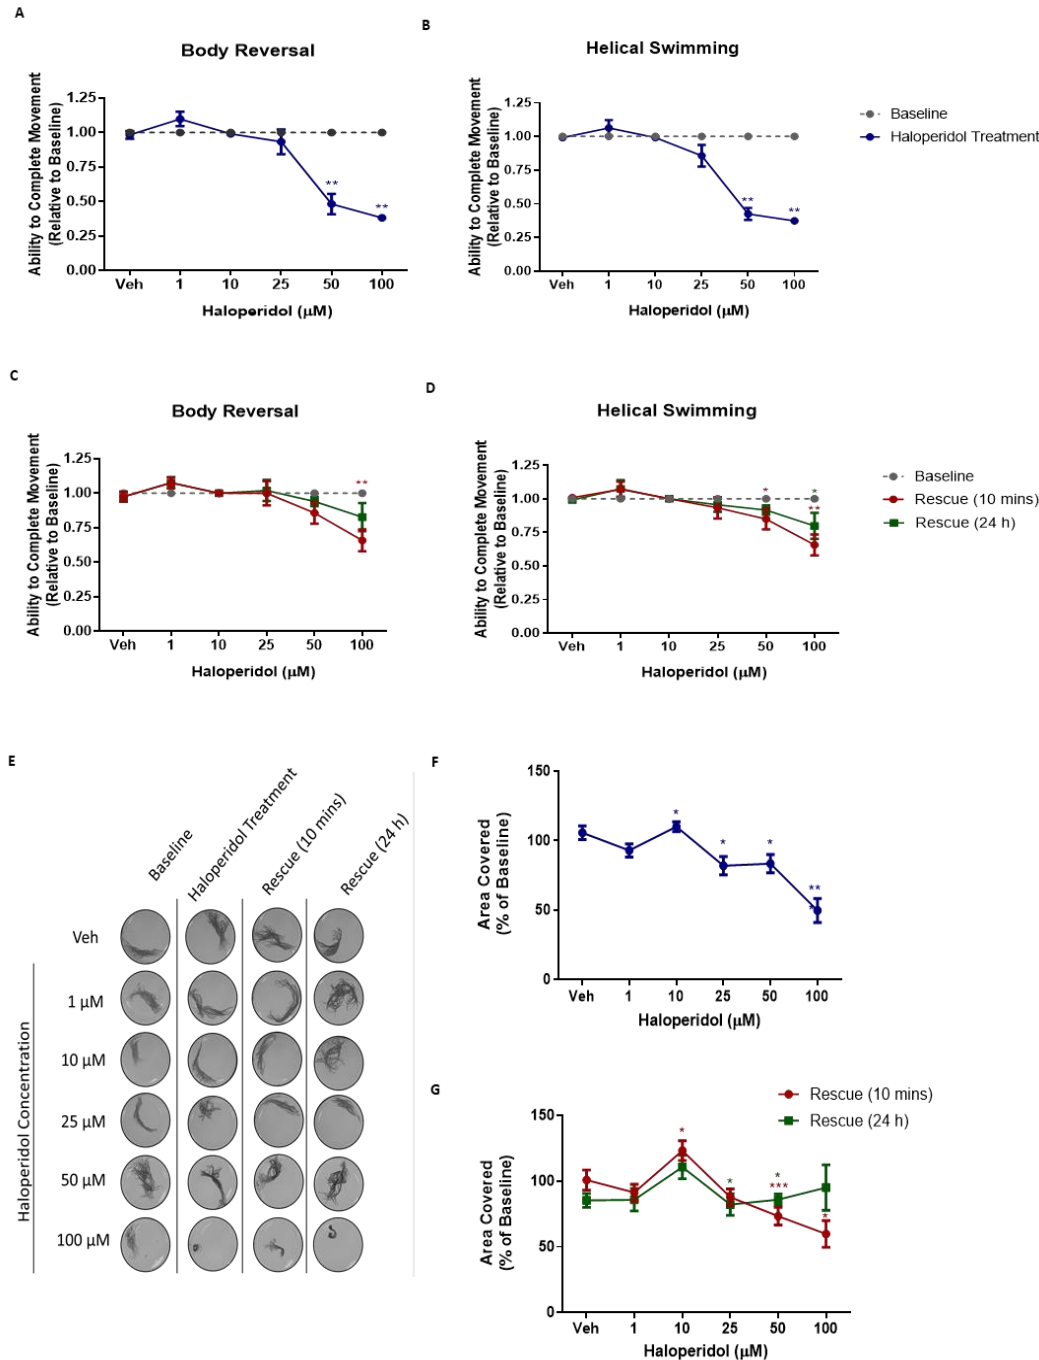 A
Body Reversal
Ability to Complete Movement
(Relative to Baseline)
1.25
1.00
0.75
0.50
0.25
0.00
**
**
Veh 1 10 25 50 100
Haloperidol (μM)
B
Helical Swimming
Ability to Complete Movement
(Relative to Baseline)
1.25
1.00
0.75
0.50
0.25
0.00
**
**
Veh 1 10 25 50 100
Haloperidol (μM)
Baseline
Haloperidol Treatment
C
Body Reversal
Ability to Complete Movement
(Relative to Baseline)
1.25
1.00
0.75
0.50
0.25
0.00
**
Veh 1 10 25 50 100
Haloperidol (μM)
D
Helical Swimming
Ability to Complete Movement
(Relative to Baseline)
1.25
1.00
0.75
0.50
0.25
0.00
*
*
**
Veh 1 10 25 50 100
Haloperidol (μM)
Baseline
Rescue (10 mins)
Rescue (24 h)
E
Baseline
Haloperidol Treatment
Rescue (10 mins)
Rescue (24 h)
Haloperidol Concentration
Veh
1 μM
10 μM
25 μM
50 μM
100 μM
F
Area Covered
(% of Baseline)
150
100
50
0
*
*
*
**
*
Veh 1 10 25 50 100
Haloperidol (μM)
G
Rescue (10 mins)
Rescue (24 h)
Area Covered
(% of Baseline)
150
100
50
0
*
*
*
***
*
Veh 1 10 25 50 100
Haloperidol (μM)